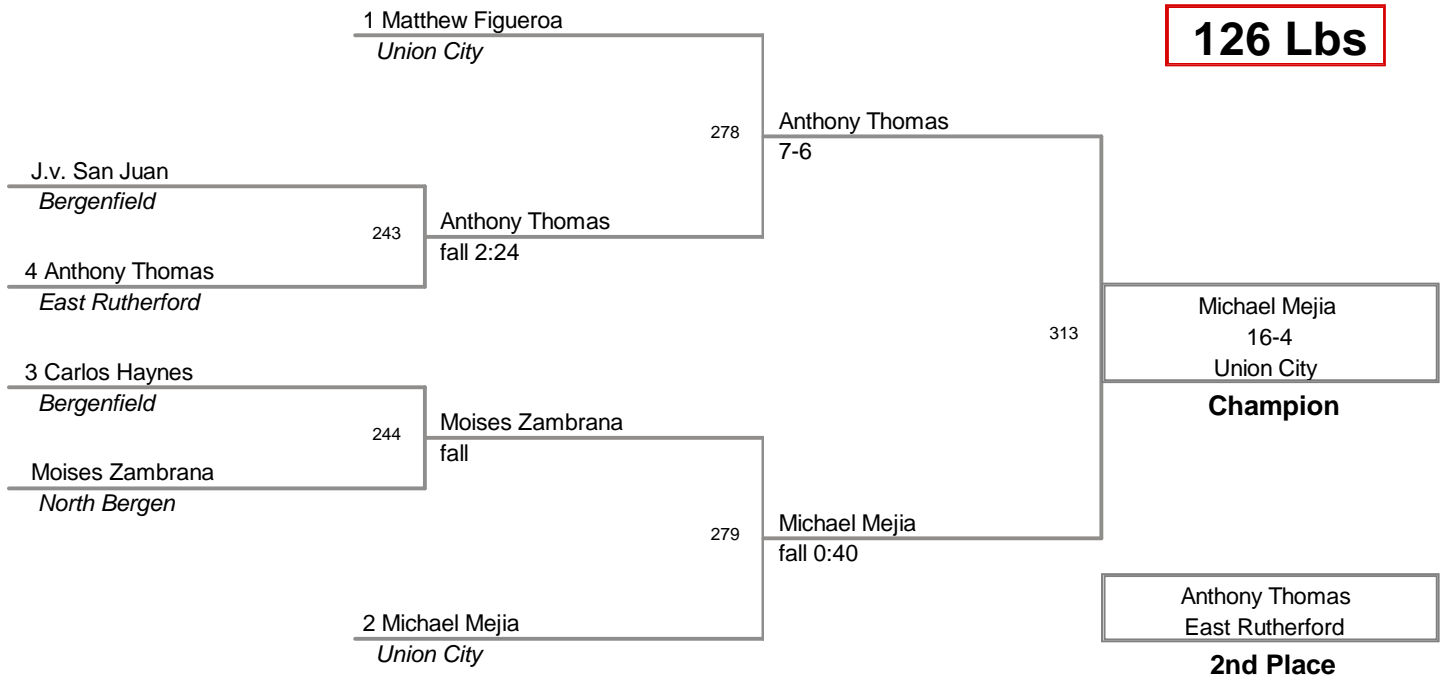 1 Matthew Figueroa
Union City
126 Lbs
278
Anthony Thomas
7-6
J.v. San Juan
Bergenfield
243
Anthony Thomas
fall 2:24
4 Anthony Thomas
East Rutherford
313
Michael Mejia
16-4
Union City
Champion
3 Carlos Haynes
Bergenfield
244
Moises Zambrana
fall
Moises Zambrana
North Bergen
279
Michael Mejia
fall 0:40
2 Michael Mejia
Union City
Anthony Thomas
East Rutherford
2nd Place